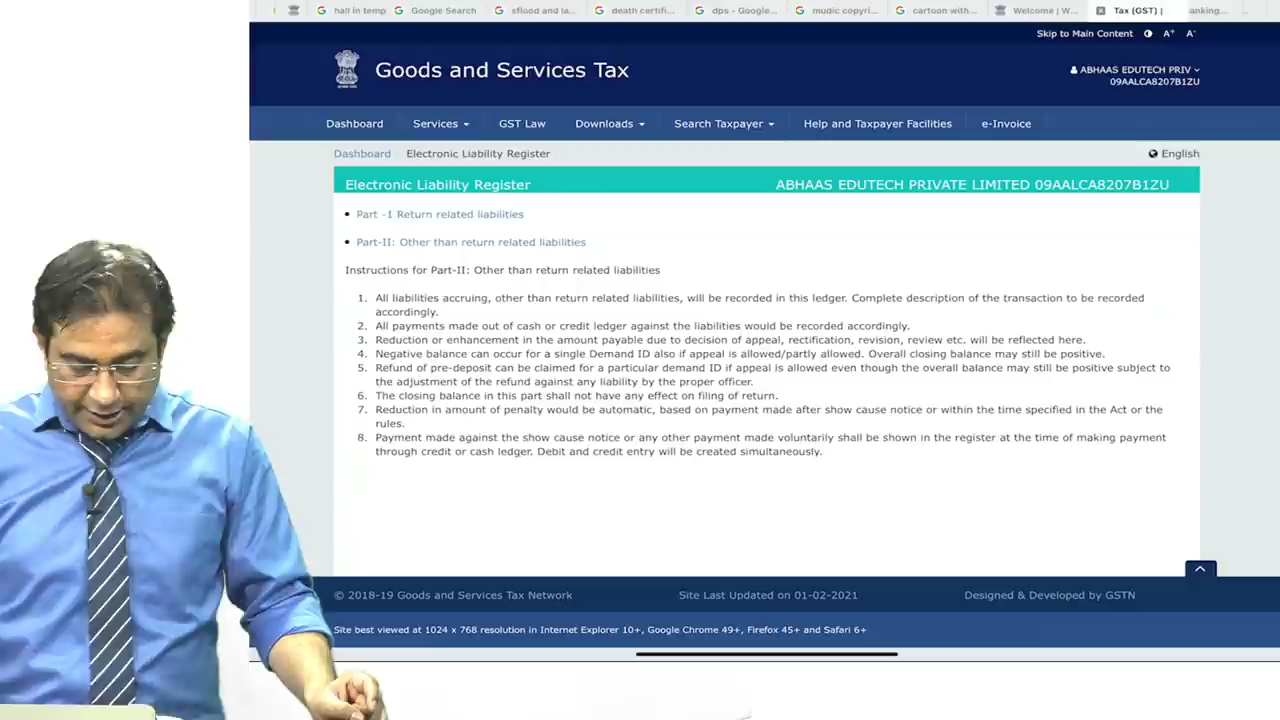 hall in temp Google Search sflood and la... death certifi... dps - Google... mudic copyri... cartoon with... Welcome | W... Tax (GST) | anking...
Skip to Main Content A+ A-
Goods and Services Tax
ABHAAS EDUTECH PRIV
09AALCA8207B1ZU
Dashboard Services GST Law Downloads Search Taxpayer Help and Taxpayer Facilities e-Invoice
Dashboard Electronic Liability Register English
Electronic Liability Register ABHAAS EDUTECH PRIVATE LIMITED 09AALCA8207B1ZU
• Part -1 Return related liabilities
• Part-II: Other than return related liabilities
Instructions for Part-II: Other than return related liabilities
1. All liabilities accruing, other than return related liabilities, will be recorded in this ledger. Complete description of the transaction to be recorded
accordingly.
2. All payments made out of cash or credit ledger against the liabilities would be recorded accordingly.
3. Reduction or enhancement in the amount payable due to decision of appeal, rectification, revision, review etc. will be reflected here.
4. Negative balance can occur for a single Demand ID also if appeal is allowed/partly allowed. Overall closing balance may still be positive.
5. Refund of pre-deposit can be claimed for a particular demand ID if appeal is allowed even though the overall balance may still be positive subject to
the adjustment of the refund against any liability by the proper officer.
6. The closing balance in this part shall not have any effect on filing of return.
7. Reduction in amount of penalty would be automatic, based on payment made after show cause notice or within the time specified in the Act or the
rules.
8. Payment made against the show cause notice or any other payment made voluntarily shall be shown in the register at the time of making payment
through credit or cash ledger. Debit and credit entry will be created simultaneously.
© 2018-19 Goods and Services Tax Network Site Last Updated on 01-02-2021 Designed & Developed by GSTN
Site best viewed at 1024 x 768 resolution in Internet Explorer 10+, Google Chrome 49+, Firefox 45+ and Safari 6+